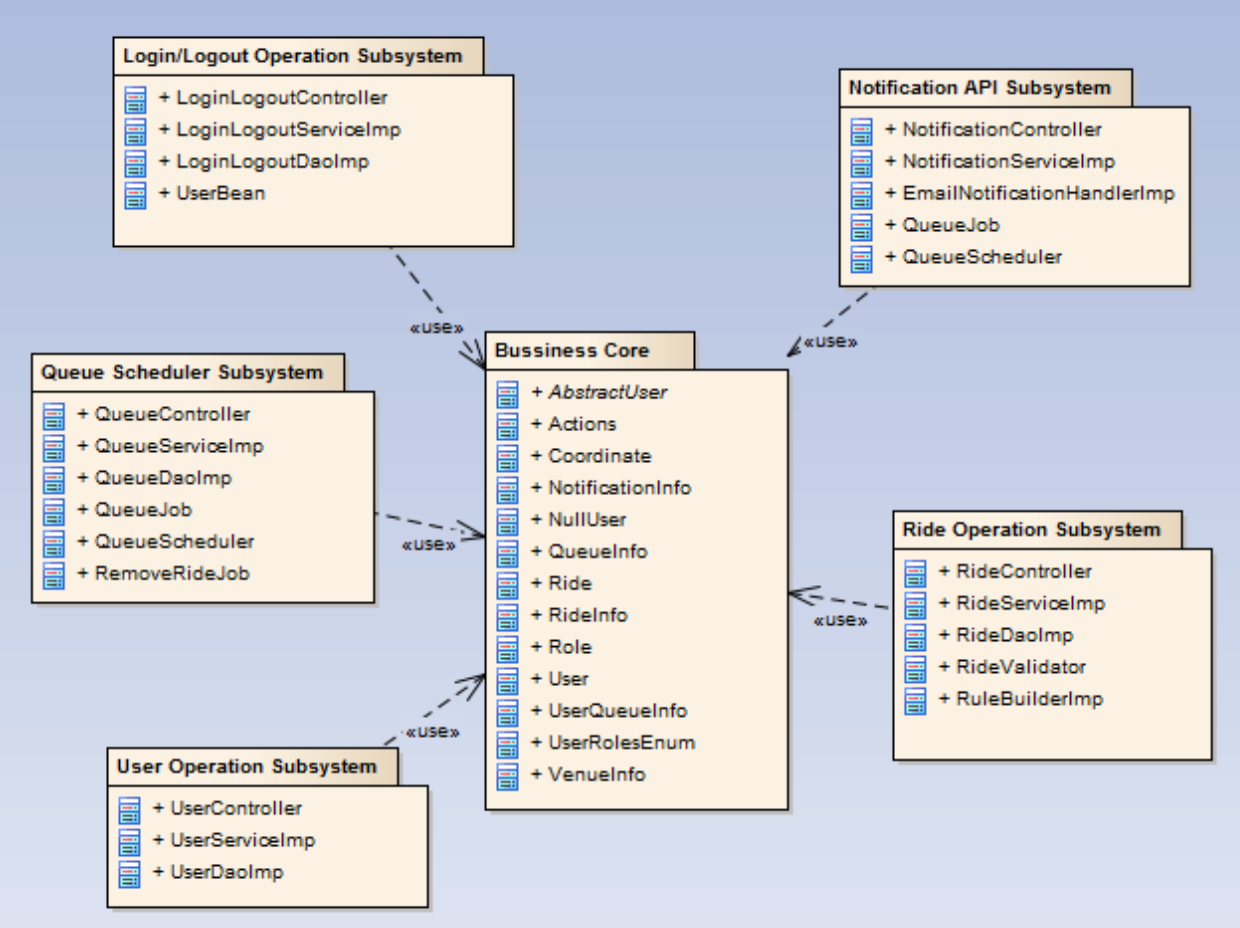 Login/Logout Operation Subsystem
+ LoginLogoutController
+ LoginLogoutServiceImp
+ LoginLogoutDaoImp
+ UserBean
Notification API Subsystem
+ NotificationController
+ NotificationServiceImp
+ EmailNotificationHandlerImp
+ QueueJob
+ QueueScheduler
«use»
«use»
Queue Scheduler Subsystem
+ QueueController
+ QueueServiceImp
+ QueueDaoImp
+ QueueJob
+ QueueScheduler
+ RemoveRideJob
«use»
Bussiness Core
+ AbstractUser
+ Actions
+ Coordinate
+ NotificationInfo
+ NullUser
+ QueueInfo
+ Ride
+ RideInfo
+ Role
+ User
+ UserQueueInfo
+ UserRolesEnum
+ VenueInfo
Ride Operation Subsystem
+ RideController
+ RideServiceImp
+ RideDaoImp
+ RideValidator
+ RuleBuilderImp
«use»
«use»
User Operation Subsystem
+ UserController
+ UserServiceImp
+ UserDaoImp